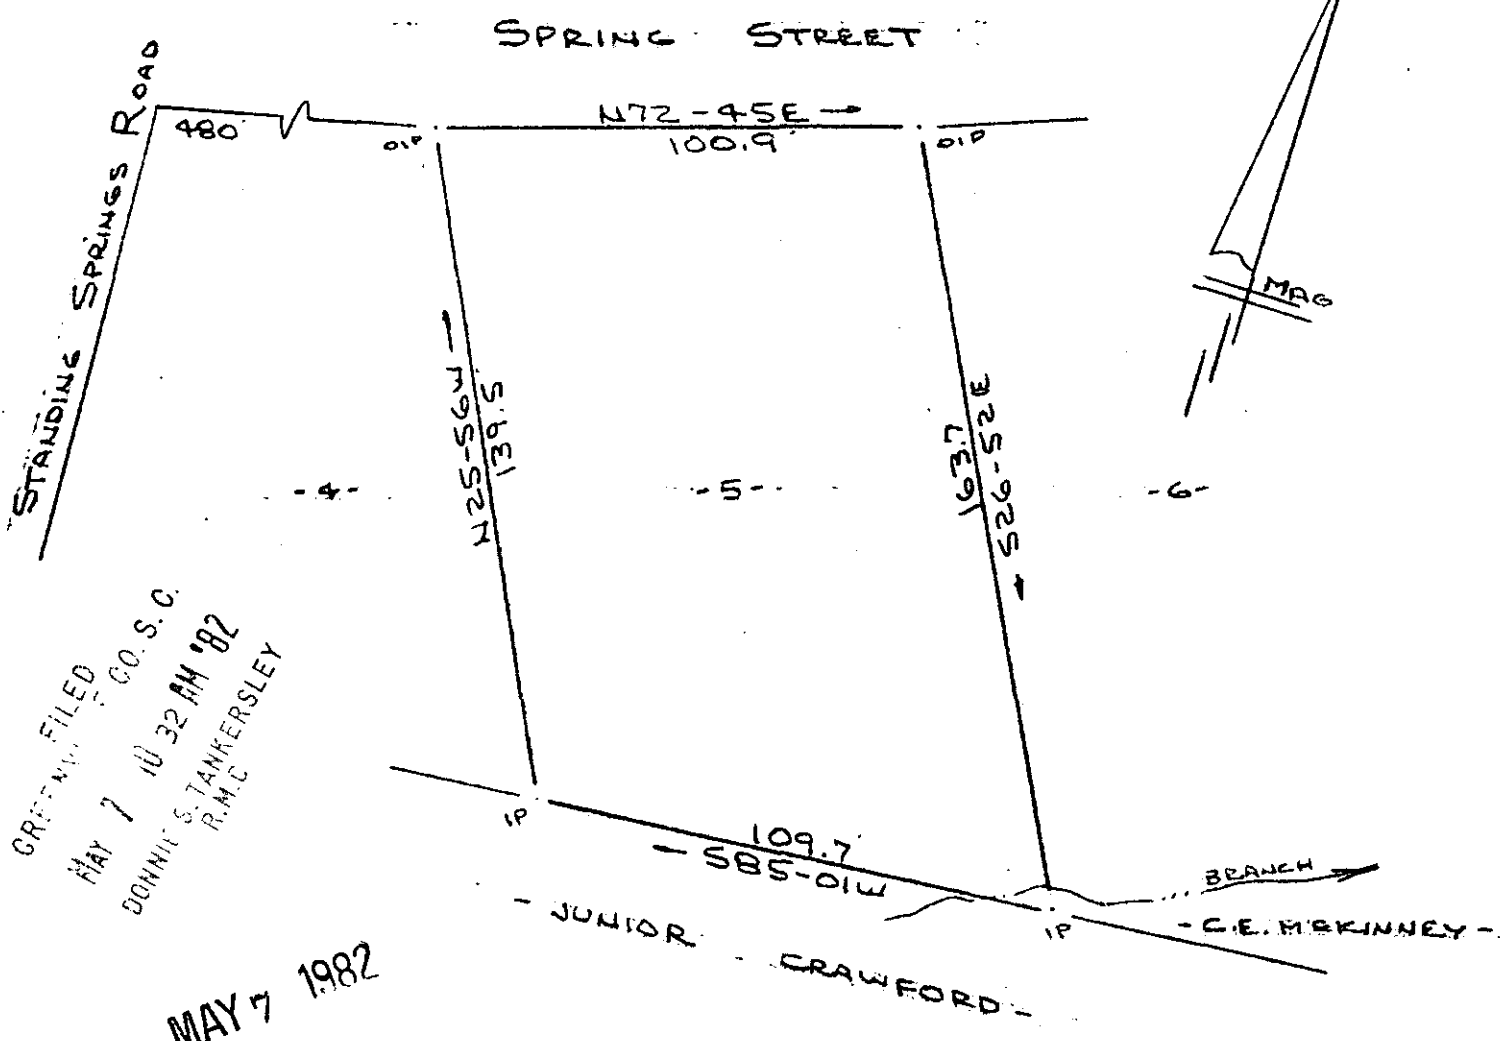 SPRING STREET
STANDING SPRINGS ROAD
480'
OIP
N72-45E
100.9'
OIP
MAG
N25-56W
139.5
163.7
S26-52E
-4-
-5-
-6-
FILED
CO. S. C.
MAY 7 10 32 AM '82
DONNIE S. TANKERSLEY
R.M.C
IP
109.7
S85-01W
BRANCH
IP
- C.E. McKINNEY -
- JUNIOR CRAWFORD -
MAY 7 1982